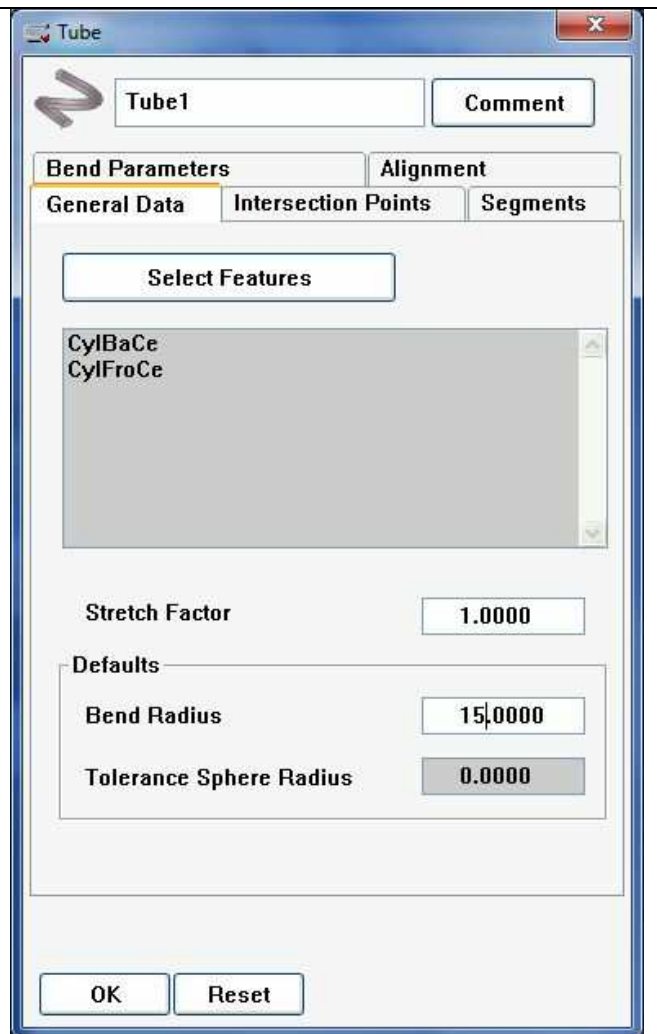 Tube
Tube1 Comment
Bend Parameters Alignment
General Data Intersection Points Segments
Select Features
CylBaCe
CylFroCe
Stretch Factor 1.0000
Defaults
Bend Radius 15.0000
Tolerance Sphere Radius 0.0000
OK Reset